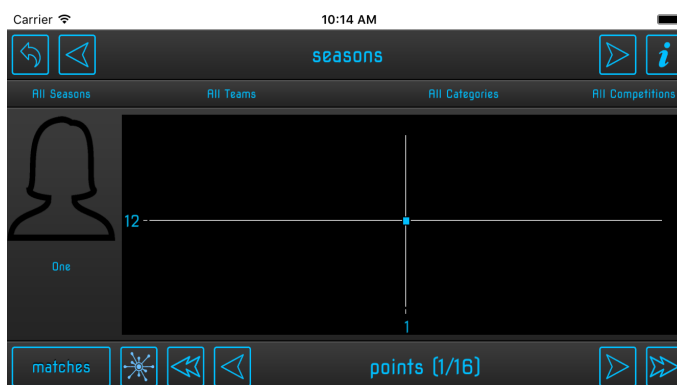 Carrier 10:14 AM
seasons i
All Seasons All Teams All Categories All Competitions
12
One
1
matches points (1/16)